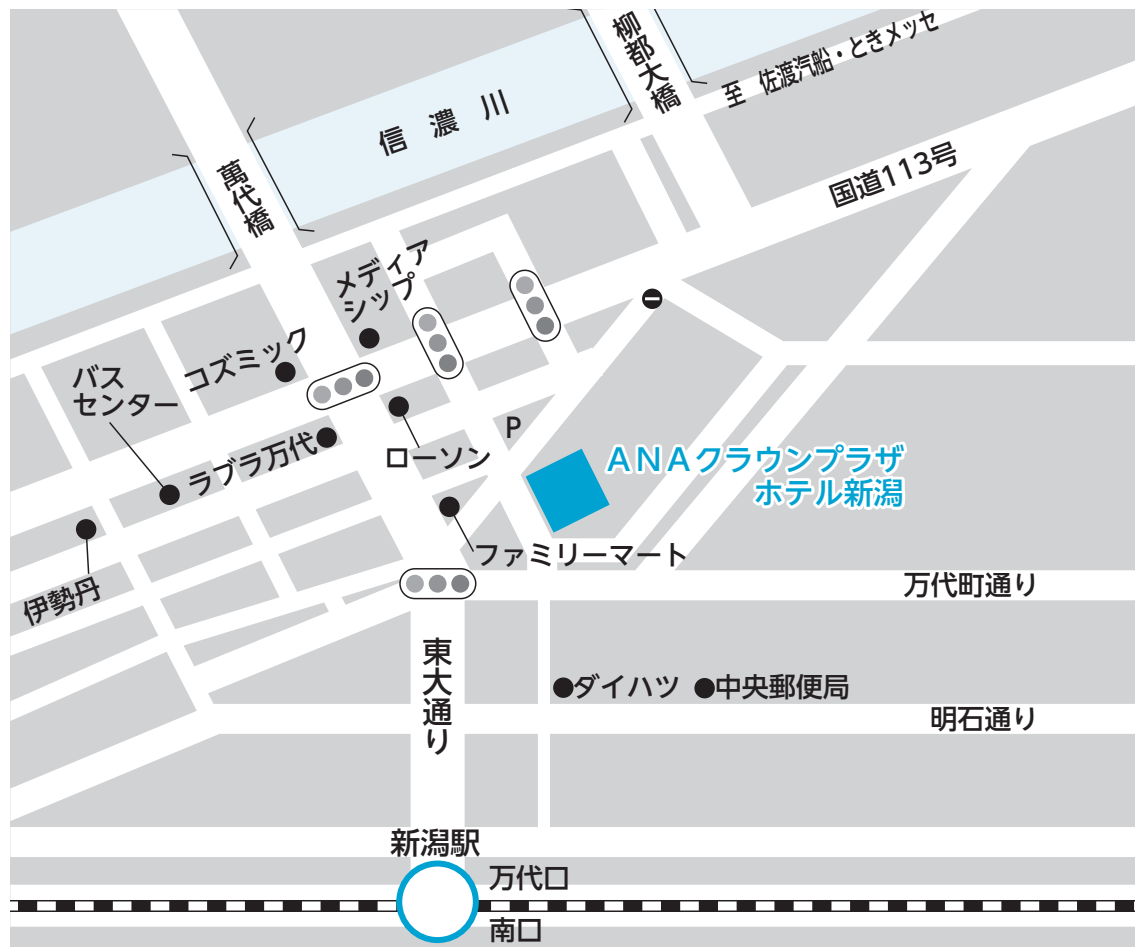 柳都大橋
至 佐渡汽船・ときメッセ
信濃川
萬代橋
国道113号
メディア
シップ
コズミック
バス
センター
ラブラ万代
ローソン
P
ANAクラウンプラザ
ホテル新潟
ファミリーマート
伊勢丹
万代町通り
東大通り
ダイハツ
中央郵便局
明石通り
新潟駅
万代口
南口